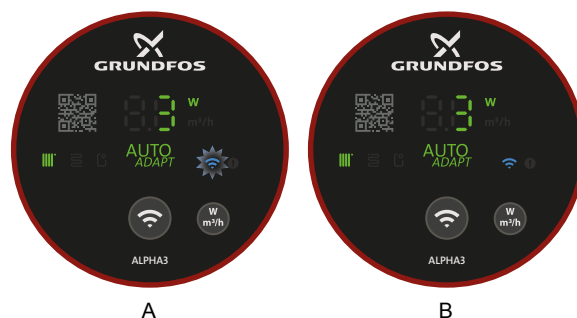 GRUNDFOS
3 W
m³/h
AUTO
ADAPT
W
m³/h
ALPHA3
A
GRUNDFOS
3 W
m³/h
AUTO
ADAPT
W
m³/h
ALPHA3
B